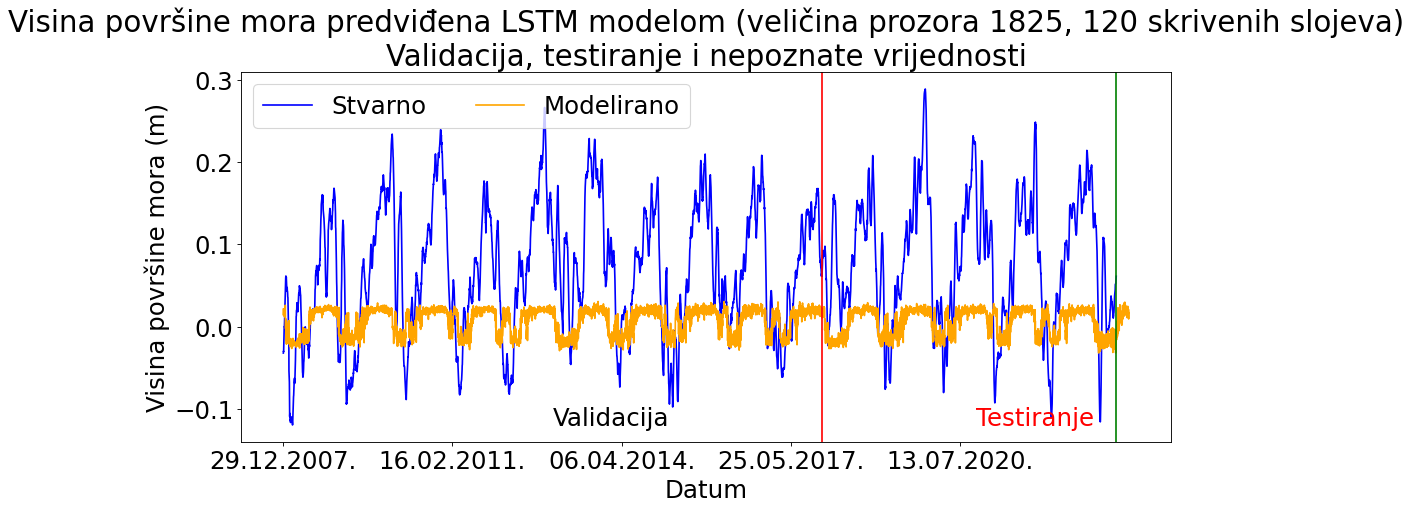 Visina površine mora predviđena LSTM modelom (veličina prozora 1825, 120 skrivenih slojeva)
Validacija, testiranje i nepoznate vrijednosti
Stvarno
Modelirano
Visina površine mora (m)
0.3
0.2
0.1
0.0
−0.1
Validacija
Testiranje
29.12.2007.
16.02.2011.
06.04.2014.
25.05.2017.
13.07.2020.
Datum